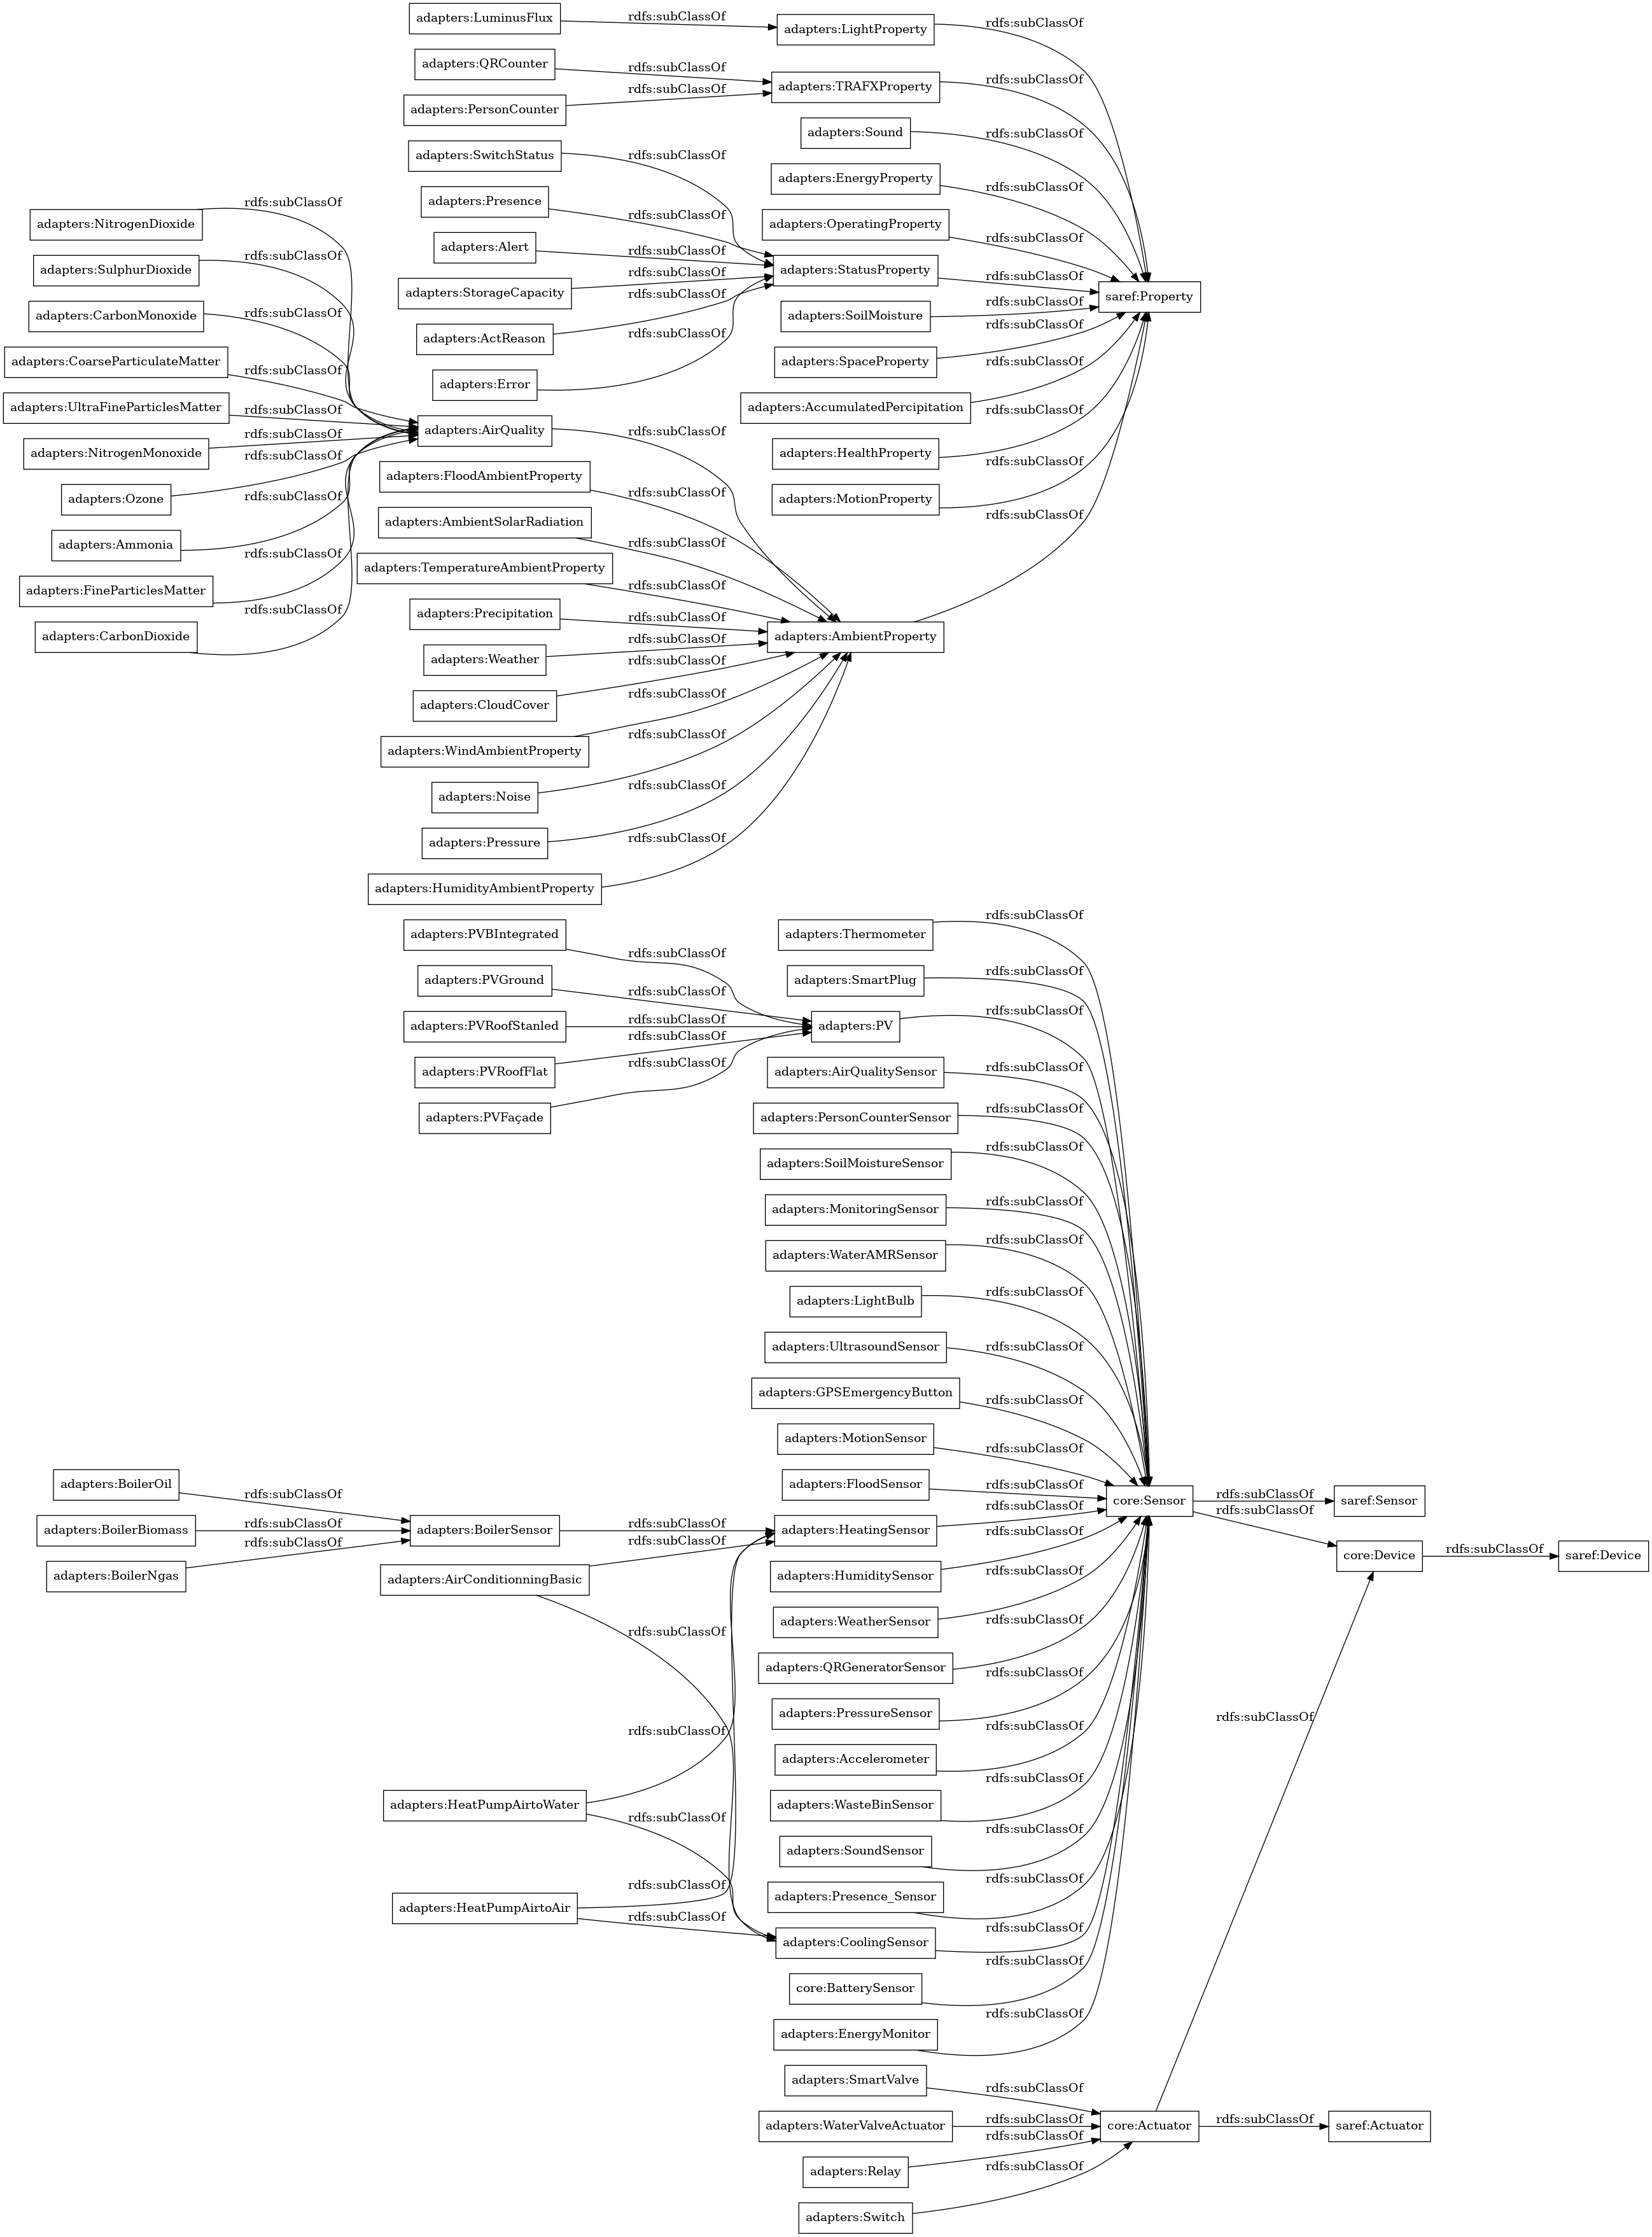 adapters:LuminusFlux
rdfs:subClassOf
adapters:LightProperty
rdfs:subClassOf
adapters:QRCounter
rdfs:subClassOf
adapters:PersonCounter
rdfs:subClassOf
adapters:TRAFXProperty
rdfs:subClassOf
adapters:Sound
rdfs:subClassOf
adapters:SwitchStatus
rdfs:subClassOf
adapters:EnergyProperty
rdfs:subClassOf
adapters:Presence
rdfs:subClassOf
adapters:OperatingProperty
rdfs:subClassOf
adapters:Alert
rdfs:subClassOf
adapters:StatusProperty
rdfs:subClassOf
adapters:StorageCapacity
rdfs:subClassOf
saref:Property
adapters:ActReason
rdfs:subClassOf
adapters:SoilMoisture
rdfs:subClassOf
adapters:Error
rdfs:subClassOf
adapters:SpaceProperty
rdfs:subClassOf
adapters:AccumulatedPercipitation
rdfs:subClassOf
adapters:HealthProperty
rdfs:subClassOf
adapters:MotionProperty
rdfs:subClassOf
adapters:NitrogenDioxide
rdfs:subClassOf
adapters:SulphurDioxide
rdfs:subClassOf
adapters:CarbonMonoxide
rdfs:subClassOf
adapters:CoarseParticulateMatter
rdfs:subClassOf
adapters:UltraFineParticlesMatter
rdfs:subClassOf
adapters:NitrogenMonoxide
rdfs:subClassOf
adapters:Ozone
rdfs:subClassOf
adapters:Ammonia
rdfs:subClassOf
adapters:FineParticlesMatter
rdfs:subClassOf
adapters:CarbonDioxide
rdfs:subClassOf
adapters:AirQuality
rdfs:subClassOf
adapters:FloodAmbientProperty
rdfs:subClassOf
adapters:AmbientSolarRadiation
rdfs:subClassOf
adapters:TemperatureAmbientProperty
rdfs:subClassOf
adapters:Precipitation
rdfs:subClassOf
adapters:Weather
rdfs:subClassOf
adapters:CloudCover
rdfs:subClassOf
adapters:WindAmbientProperty
rdfs:subClassOf
adapters:Noise
rdfs:subClassOf
adapters:Pressure
rdfs:subClassOf
adapters:HumidityAmbientProperty
rdfs:subClassOf
adapters:AmbientProperty
rdfs:subClassOf
adapters:PVBIntegrated
rdfs:subClassOf
adapters:PVGround
rdfs:subClassOf
adapters:PVRoofStanled
rdfs:subClassOf
adapters:PVRoofFlat
rdfs:subClassOf
adapters:PVFaçade
rdfs:subClassOf
adapters:Thermometer
rdfs:subClassOf
adapters:SmartPlug
rdfs:subClassOf
adapters:PV
rdfs:subClassOf
adapters:AirQualitySensor
rdfs:subClassOf
adapters:PersonCounterSensor
rdfs:subClassOf
adapters:SoilMoistureSensor
rdfs:subClassOf
adapters:MonitoringSensor
rdfs:subClassOf
adapters:WaterAMRSensor
rdfs:subClassOf
adapters:LightBulb
rdfs:subClassOf
adapters:UltrasoundSensor
rdfs:subClassOf
adapters:GPSEmergencyButton
rdfs:subClassOf
adapters:MotionSensor
rdfs:subClassOf
adapters:FloodSensor
rdfs:subClassOf
adapters:BoilerOil
rdfs:subClassOf
adapters:BoilerBiomass
rdfs:subClassOf
adapters:BoilerNgas
rdfs:subClassOf
adapters:BoilerSensor
rdfs:subClassOf
adapters:AirConditionningBasic
rdfs:subClassOf
rdfs:subClassOf
adapters:HeatPumpAirtoWater
rdfs:subClassOf
rdfs:subClassOf
adapters:HeatPumpAirtoAir
rdfs:subClassOf
rdfs:subClassOf
adapters:HeatingSensor
rdfs:subClassOf
adapters:HumiditySensor
rdfs:subClassOf
adapters:WeatherSensor
rdfs:subClassOf
adapters:QRGeneratorSensor
rdfs:subClassOf
adapters:PressureSensor
rdfs:subClassOf
adapters:Accelerometer
rdfs:subClassOf
adapters:WasteBinSensor
rdfs:subClassOf
adapters:SoundSensor
rdfs:subClassOf
adapters:Presence_Sensor
rdfs:subClassOf
adapters:CoolingSensor
rdfs:subClassOf
core:BatterySensor
rdfs:subClassOf
adapters:EnergyMonitor
rdfs:subClassOf
core:Sensor
rdfs:subClassOf
saref:Sensor
rdfs:subClassOf
core:Device
rdfs:subClassOf
saref:Device
adapters:SmartValve
rdfs:subClassOf
adapters:WaterValveActuator
rdfs:subClassOf
adapters:Relay
rdfs:subClassOf
adapters:Switch
rdfs:subClassOf
core:Actuator
rdfs:subClassOf
rdfs:subClassOf
saref:Actuator